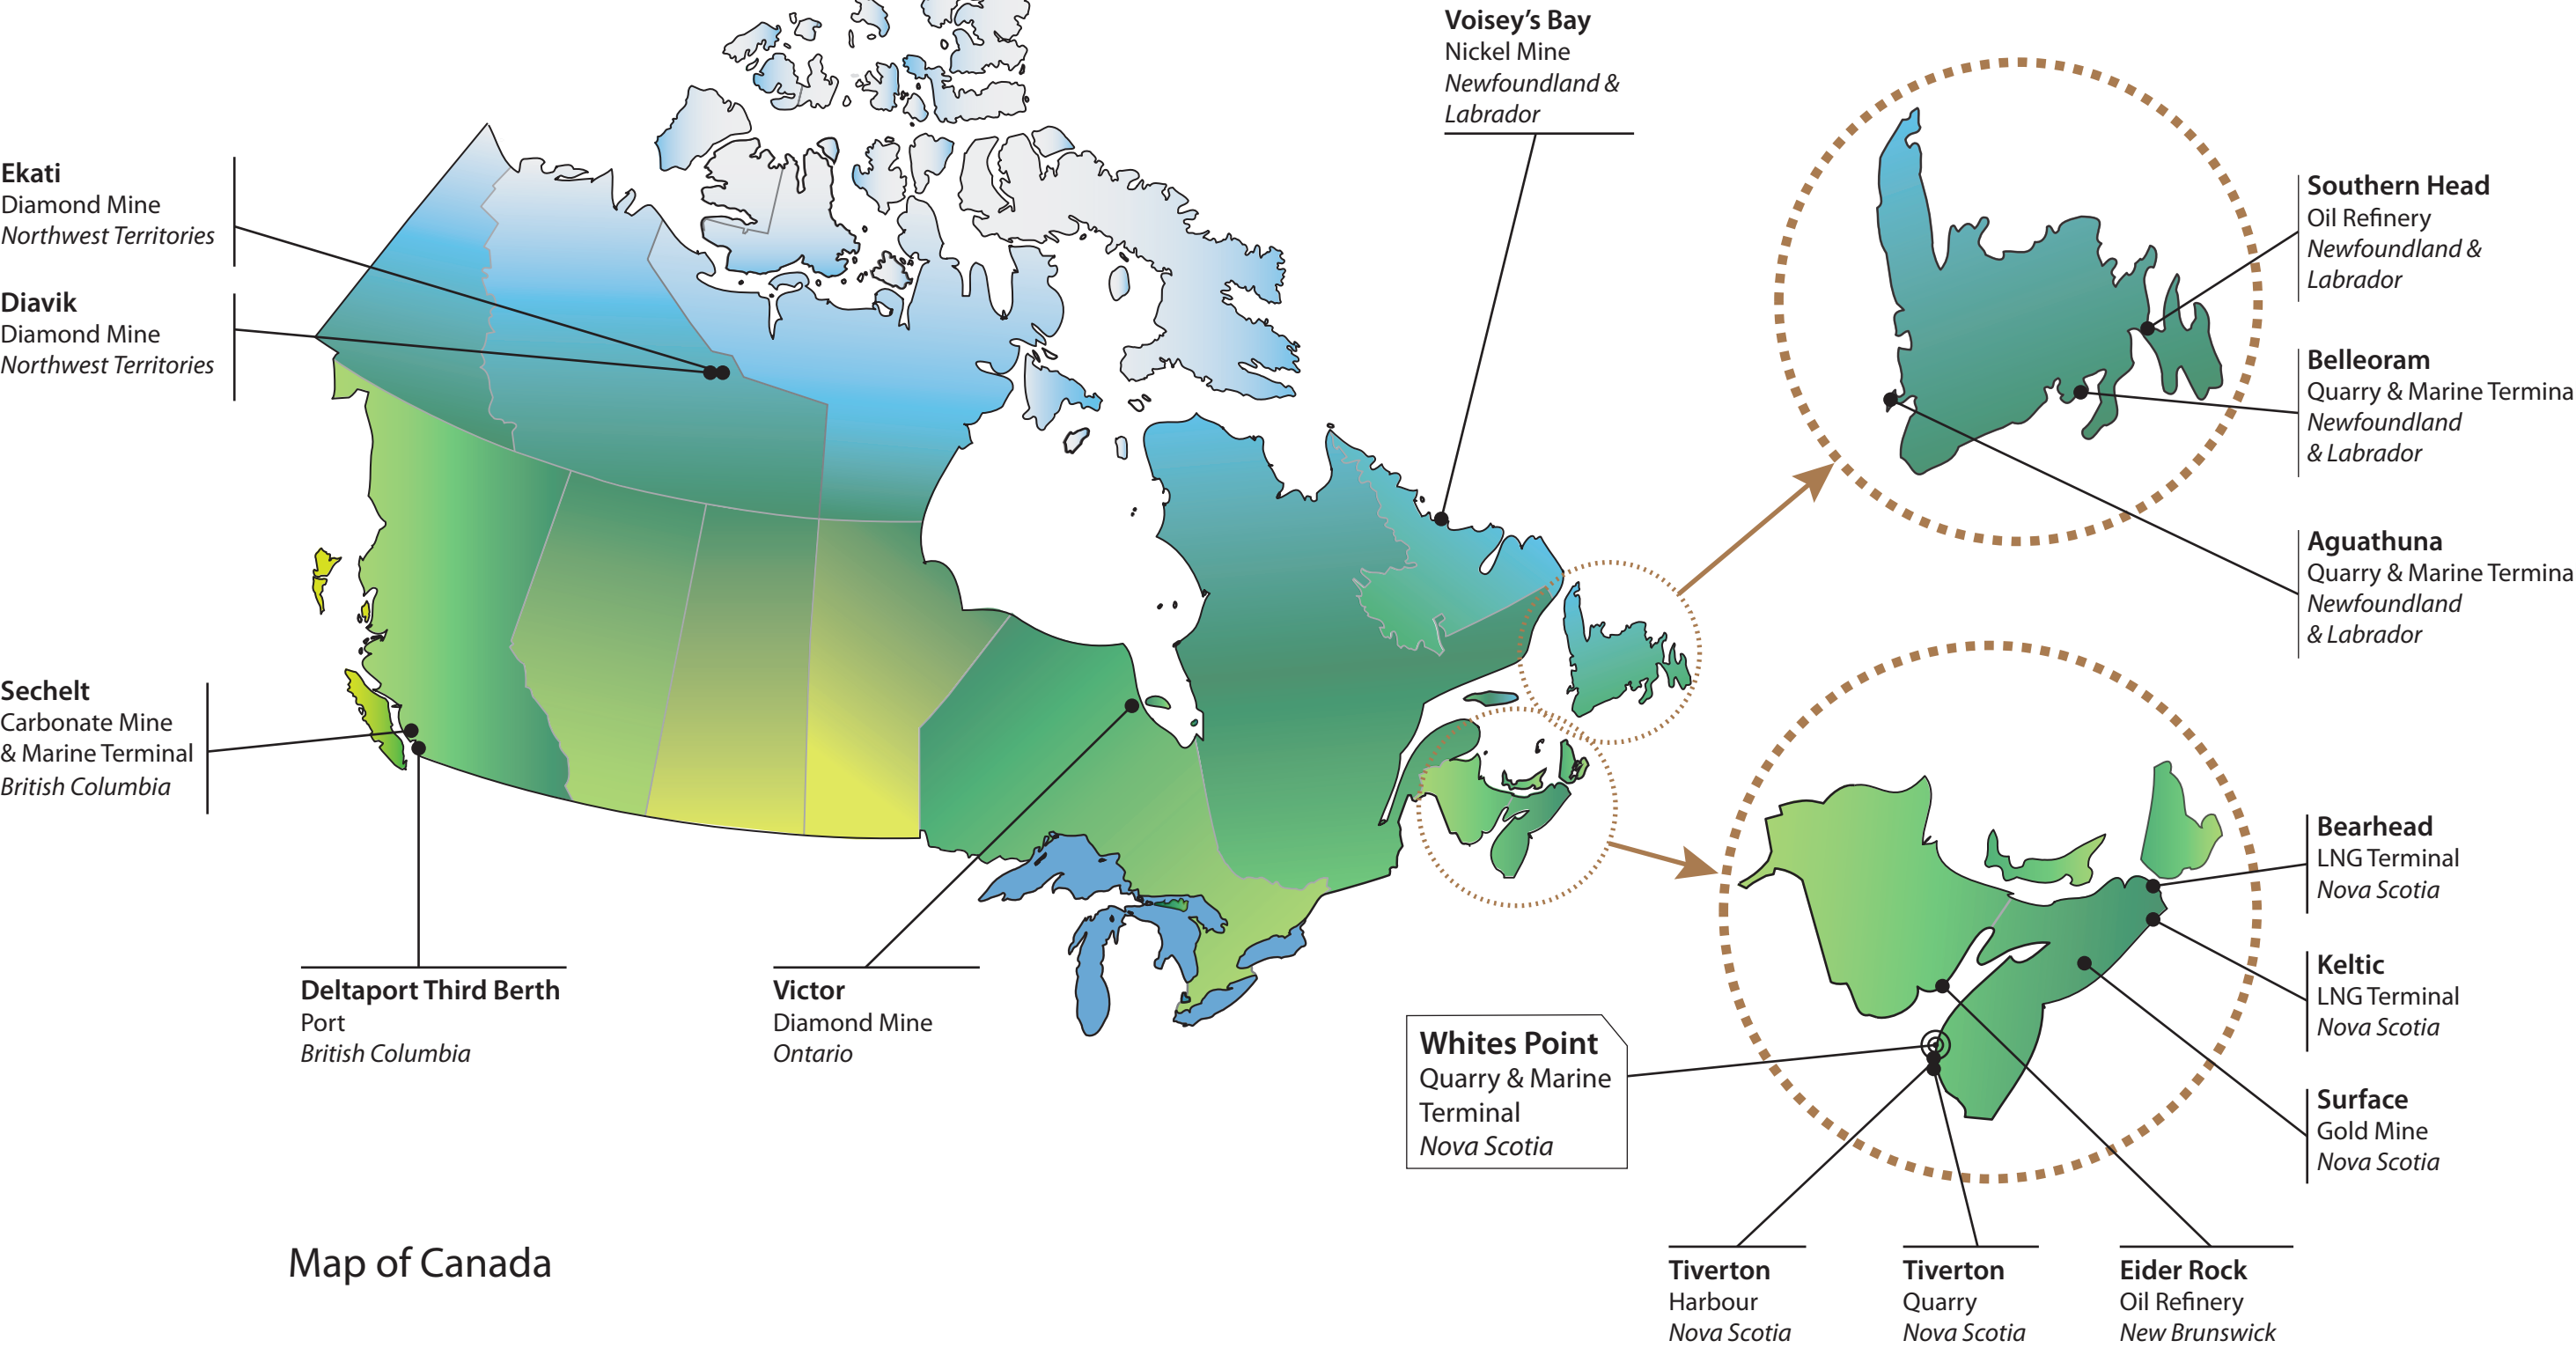 Voisey's Bay
Nickel Mine
Newfoundland &
Labrador
Ekati
Diamond Mine
Northwest Territories
Diavik
Diamond Mine
Northwest Territories
Sechelt
Carbonate Mine
& Marine Terminal
British Columbia
Deltaport Third Berth
Port
British Columbia
Victor
Diamond Mine
Ontario
Southern Head
Oil Refinery
Newfoundland &
Labrador
Belleoram
Quarry & Marine Termina
Newfoundland
& Labrador
Aguathuna
Quarry & Marine Termina
Newfoundland
& Labrador
Bearhead
LNG Terminal
Nova Scotia
Keltic
LNG Terminal
Nova Scotia
Surface
Gold Mine
Nova Scotia
Whites Point
Quarry & Marine
Terminal
Nova Scotia
Tiverton
Harbour
Nova Scotia
Tiverton
Quarry
Nova Scotia
Eider Rock
Oil Refinery
New Brunswick
Map of Canada